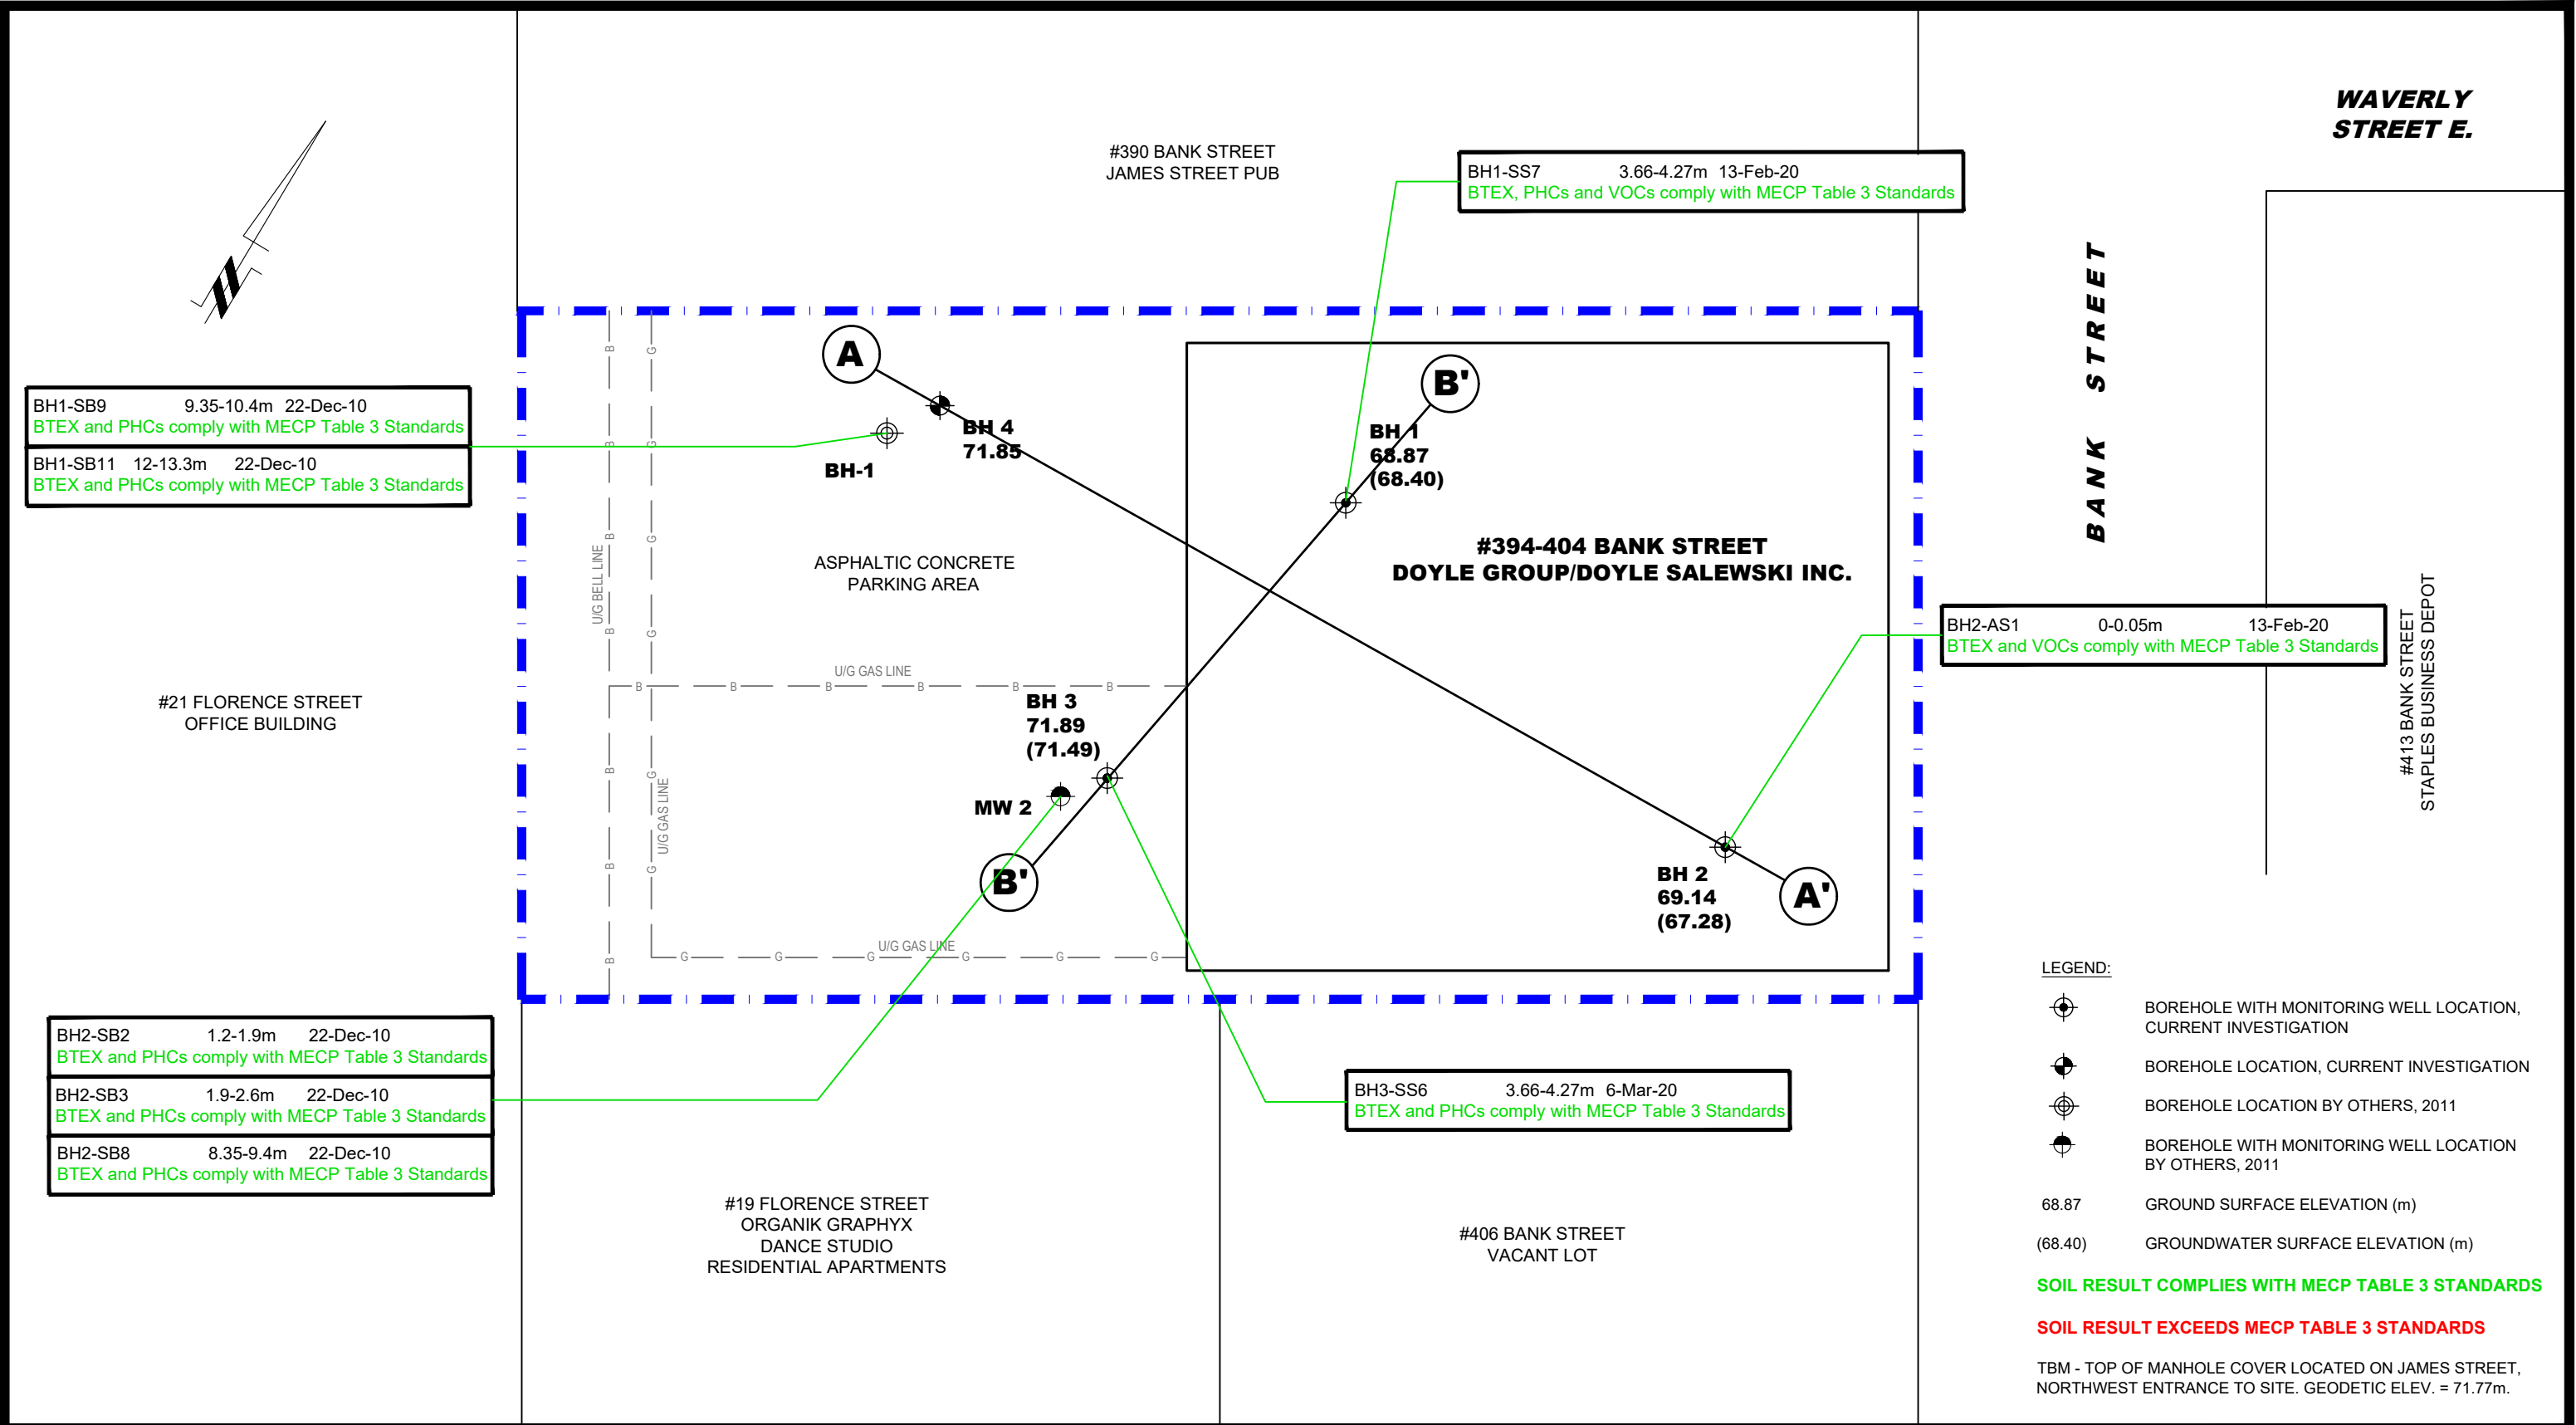 WAVERLY
STREET E.
#390 BANK STREET
JAMES STREET PUB
BH1-SS7 3.66-4.27m 13-Feb-20
BTEX, PHCs and VOCs comply with MECP Table 3 Standards
BANK STREET
A
B'
BH1-SB9 9.35-10.4m 22-Dec-10
BTEX and PHCs comply with MECP Table 3 Standards
BH1-SB11 12-13.3m 22-Dec-10
BTEX and PHCs comply with MECP Table 3 Standards
BH 4
71.85
BH-1
BH 1
68.87
(68.40)
#394-404 BANK STREET
DOYLE GROUP/DOYLE SALEWSKI INC.
ASPHALTIC CONCRETE
PARKING AREA
U/G BELL LINE
B B B B B B B B
G G G G G G
BH2-AS1 0-0.05m 13-Feb-20
BTEX and VOCs comply with MECP Table 3 Standards
#413 BANK STREET
STAPLES BUSINESS DEPOT
#21 FLORENCE STREET
OFFICE BUILDING
U/G GAS LINE
B B B B B B
BH 3
71.89
(71.49)
MW 2
U/G GAS LINE
B'
BH 2
69.14
(67.28)
A'
U/G GAS LINE
G G G G G G
BH2-SB2 1.2-1.9m 22-Dec-10
BTEX and PHCs comply with MECP Table 3 Standards
BH2-SB3 1.9-2.6m 22-Dec-10
BTEX and PHCs comply with MECP Table 3 Standards
BH2-SB8 8.35-9.4m 22-Dec-10
BTEX and PHCs comply with MECP Table 3 Standards
BH3-SS6 3.66-4.27m 6-Mar-20
BTEX and PHCs comply with MECP Table 3 Standards
#19 FLORENCE STREET
ORGANIK GRAPHYX
DANCE STUDIO
RESIDENTIAL APARTMENTS
#406 BANK STREET
VACANT LOT
LEGEND:
BOREHOLE WITH MONITORING WELL LOCATION,
CURRENT INVESTIGATION
BOREHOLE LOCATION, CURRENT INVESTIGATION
BOREHOLE LOCATION BY OTHERS, 2011
BOREHOLE WITH MONITORING WELL LOCATION
BY OTHERS, 2011
68.87 GROUND SURFACE ELEVATION (m)
(68.40) GROUNDWATER SURFACE ELEVATION (m)
SOIL RESULT COMPLIES WITH MECP TABLE 3 STANDARDS
SOIL RESULT EXCEEDS MECP TABLE 3 STANDARDS
TBM - TOP OF MANHOLE COVER LOCATED ON JAMES STREET,
NORTHWEST ENTRANCE TO SITE. GEODETIC ELEV. = 71.77m.